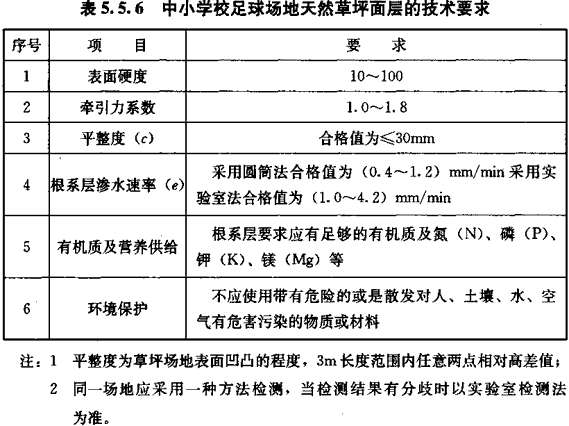 表 5.5.6 中小学校足球场地天然草坪面层的技术要求
序号 项 目 要 求
1 表面硬度 10～100
2 牵引力系数 1.0～1.8
3 平整度（c） 合格值为≤30mm
4 根系层渗水速率（e） 采用圆筒法合格值为（0.4～1.2）mm/min 采用实
验室法合格值为（1.0～4.2）mm/min
5 有机质及营养供给 根系层要求应有足够的有机质及氮（N）、磷（P）、
钾（K）、镁（Mg）等
6 环境保护 不应使用带有危险的或是散发对人、土壤、水、空
气有危害污染的物质或材料
注：1 平整度为草坪场地表面凹凸的程度，3m 长度范围内任意两点相对高差值；
2 同一场地应采用一种方法检测，当检测结果有分歧时以实验室检测法
为准。